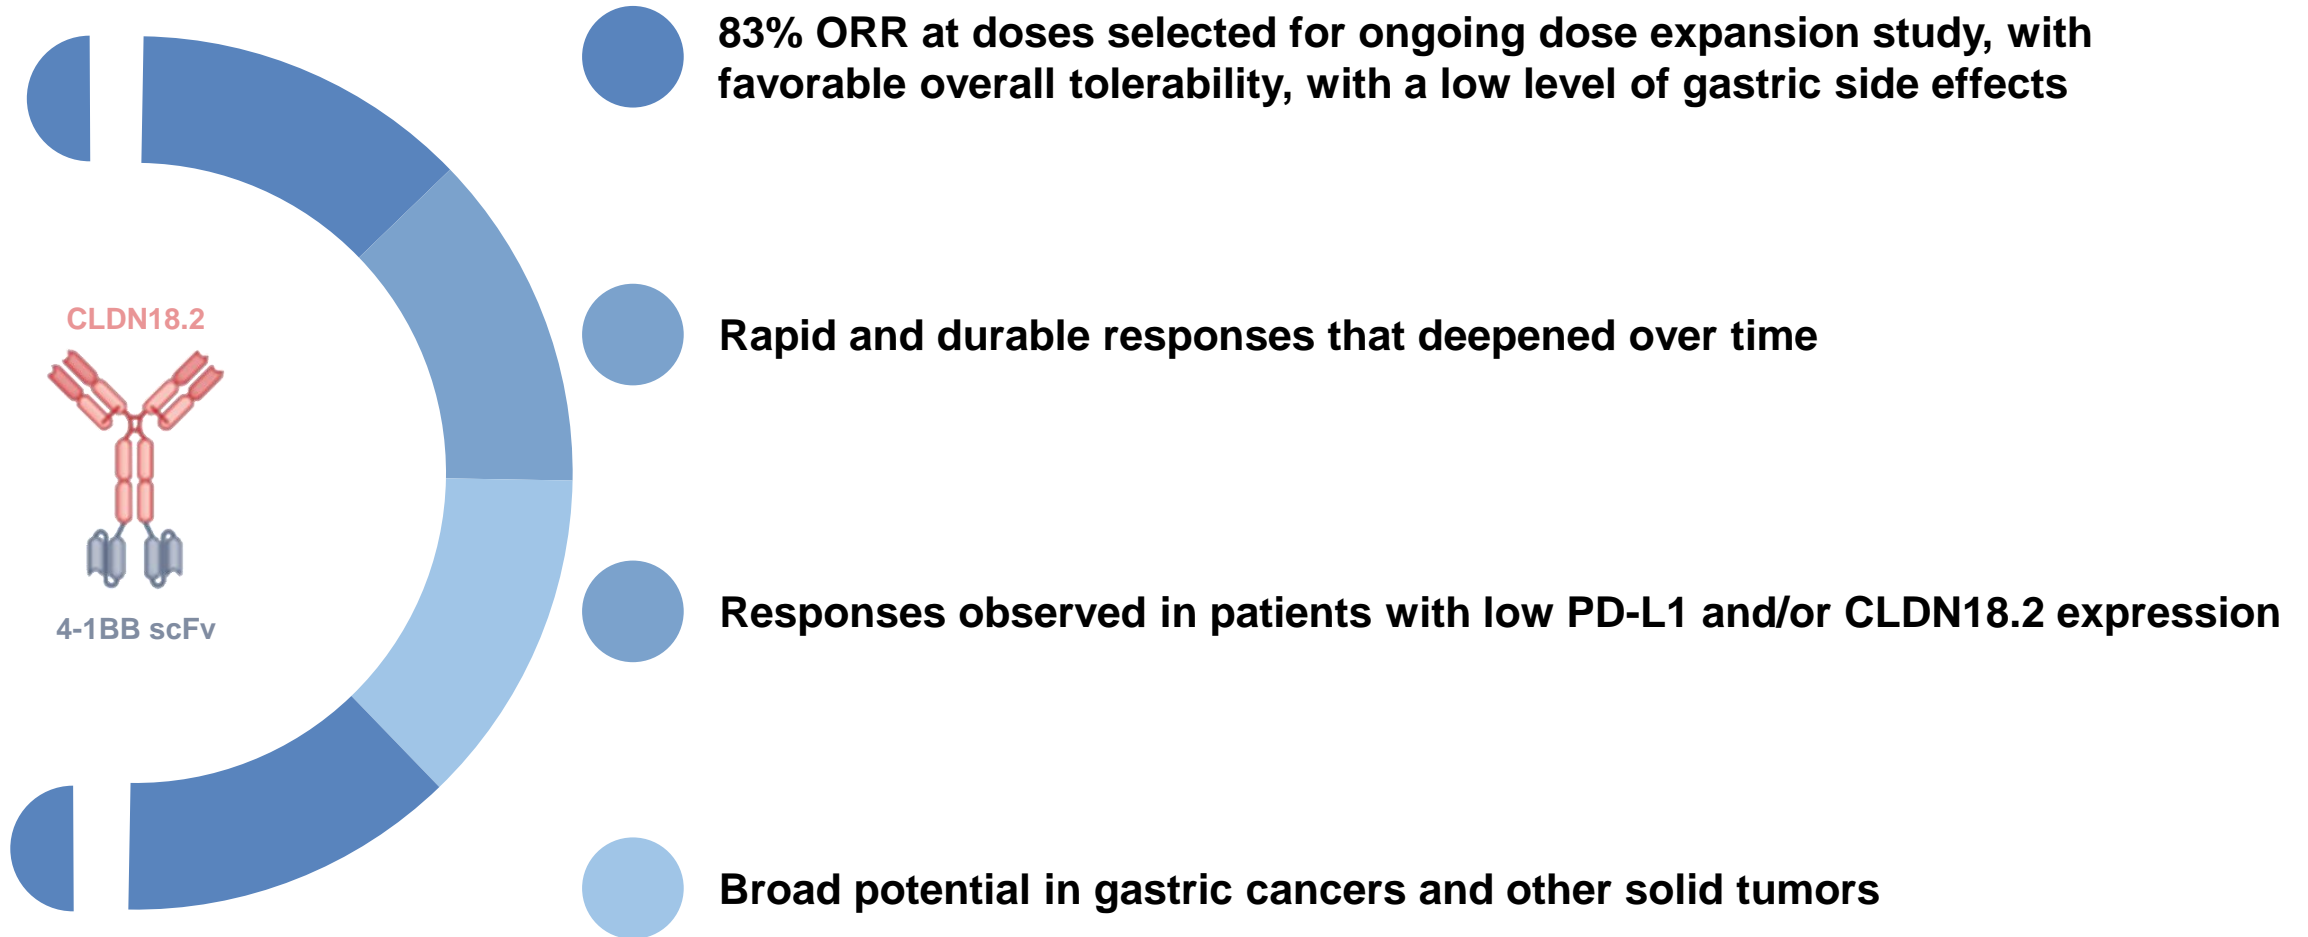 83% ORR at doses selected for ongoing dose expansion study, with
favorable overall tolerability, with a low level of gastric side effects
CLDN18.2
Rapid and durable responses that deepened over time
4-1BB scFv
Responses observed in patients with low PD-L1 and/or CLDN18.2 expression
Broad potential in gastric cancers and other solid tumors